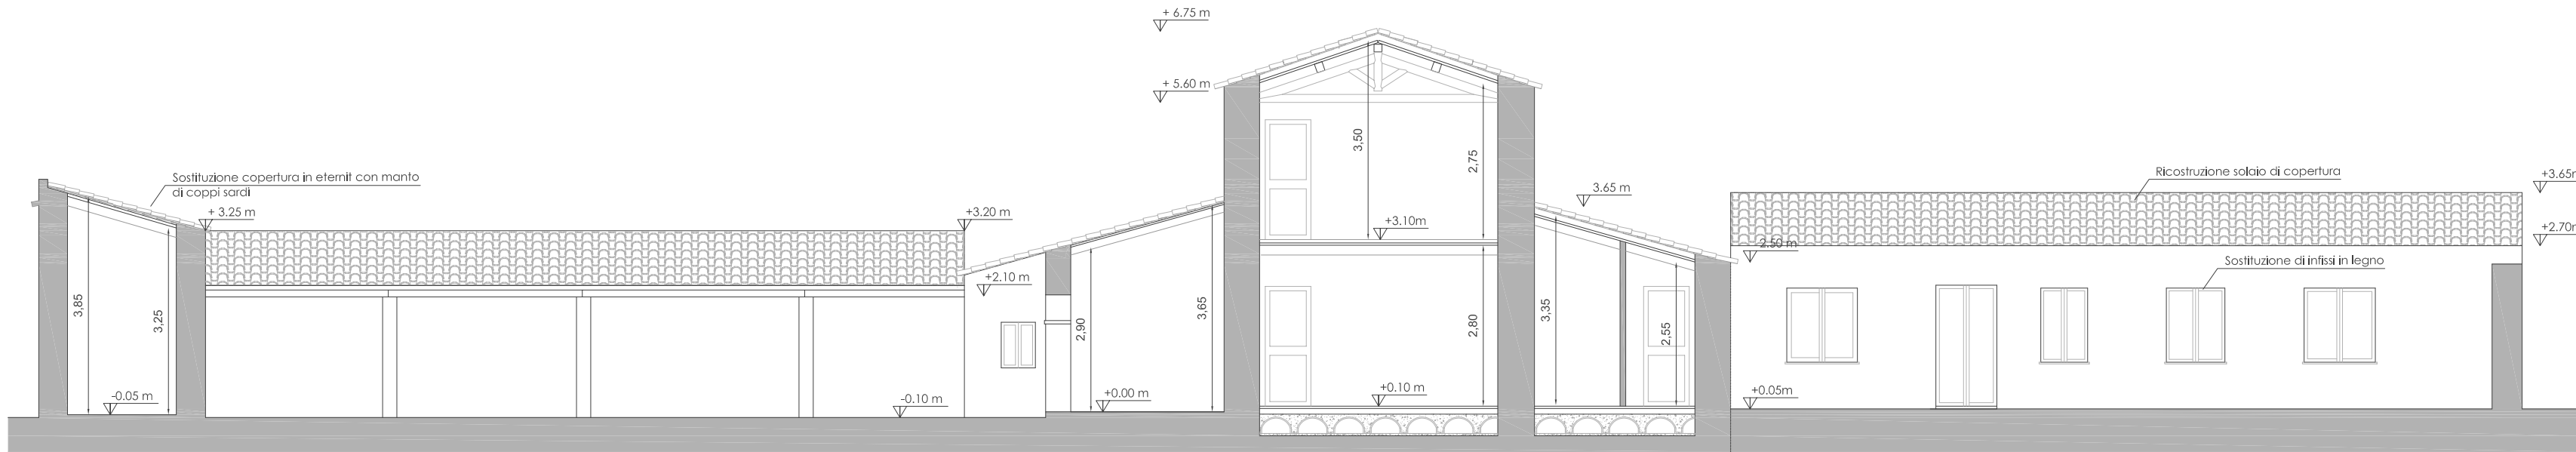 + 6.75 m
+ 5.60 m
Sostituzione copertura in eternit con manto
di coppi sardi
+ 3.25 m
+3.20 m
+2.10 m
3,85
3,25
-0.05 m
-0.10 m
2,90
3,65
+0.00 m
3,50
2,75
+3.10m
2,80
+0.10 m
3.65 m
3,35
2,55
2.50 m
+0.05m
Ricostruzione solaio di copertura
Sostituzione di infissi in legno
+3.65m
+2.70m